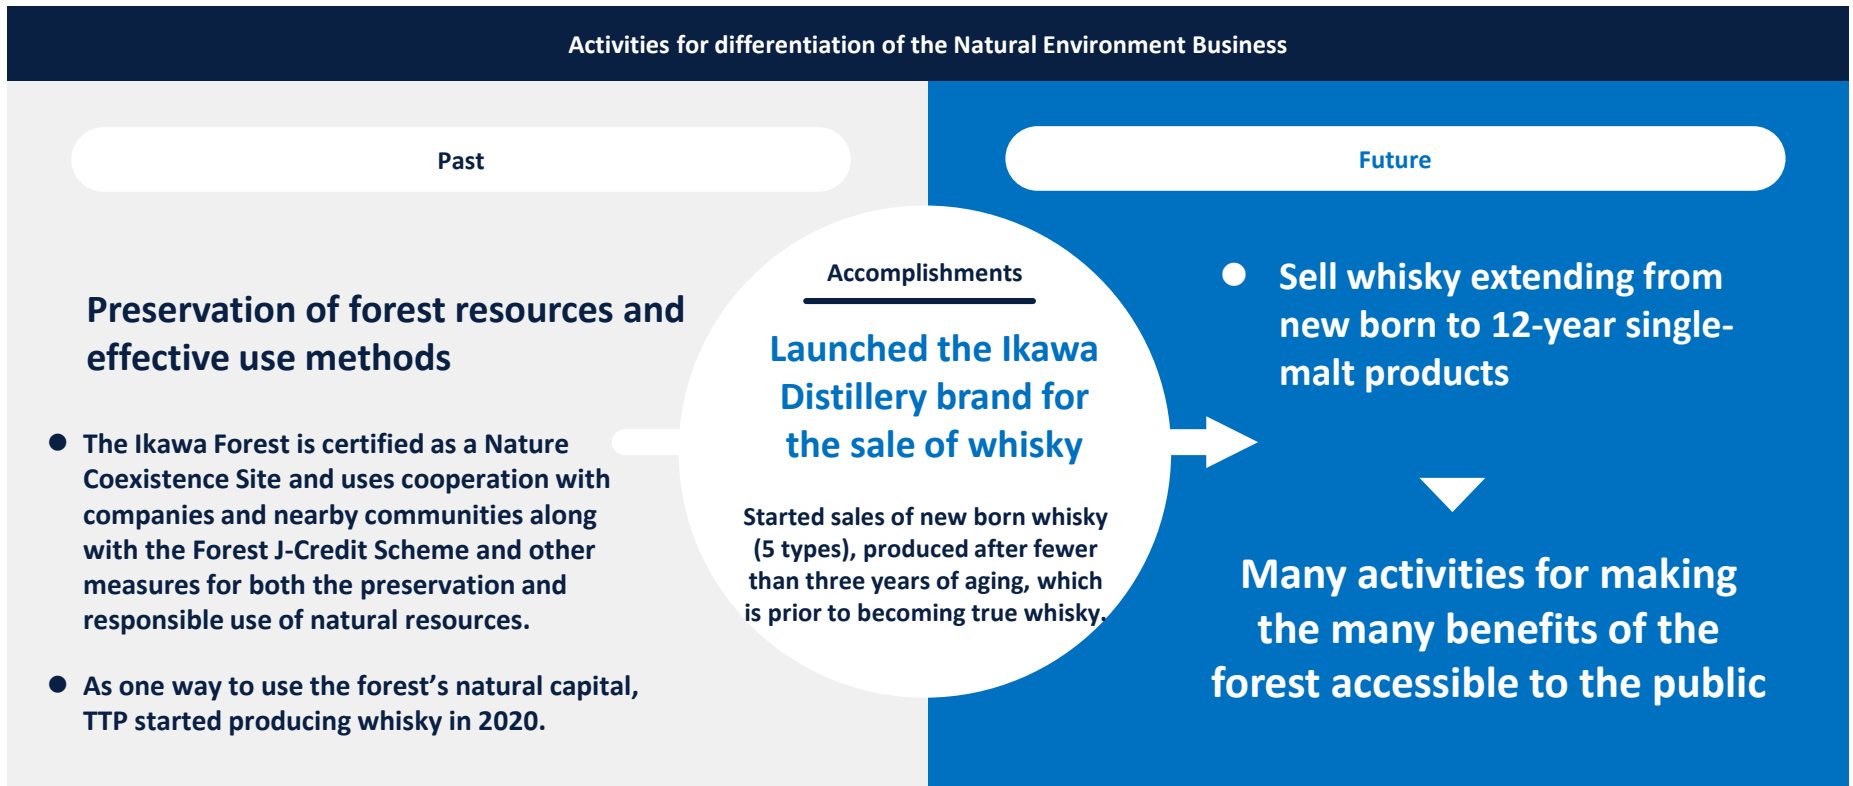 Activities for differentiation of the Natural Environment Business
Past
Preservation of forest resources and
effective use methods
● The Ikawa Forest is certified as a Nature
Coexistence Site and uses cooperation with
companies and nearby communities along
with the Forest J-Credit Scheme and other
measures for both the preservation and
responsible use of natural resources.
● As one way to use the forest’s natural capital,
TTP started producing whisky in 2020.
Accomplishments
Launched the Ikawa
Distillery brand for
the sale of whisky
Started sales of new born whisky
(5 types), produced after fewer
than three years of aging, which
is prior to becoming true whisky.
Future
● Sell whisky extending from
new born to 12-year single-
malt products
Many activities for making
the many benefits of the
forest accessible to the public